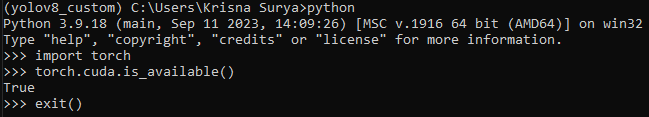 (yolov8_custom) C:\Users\Krisna Surya>python
Python 3.9.18 (main, Sep 11 2023, 14:09:26) [MSC v.1916 64 bit (AMD64)] on win32
Type "help", "copyright", "credits" or "license" for more information.
>>> import torch
>>> torch.cuda.is_available()
True
>>> exit()